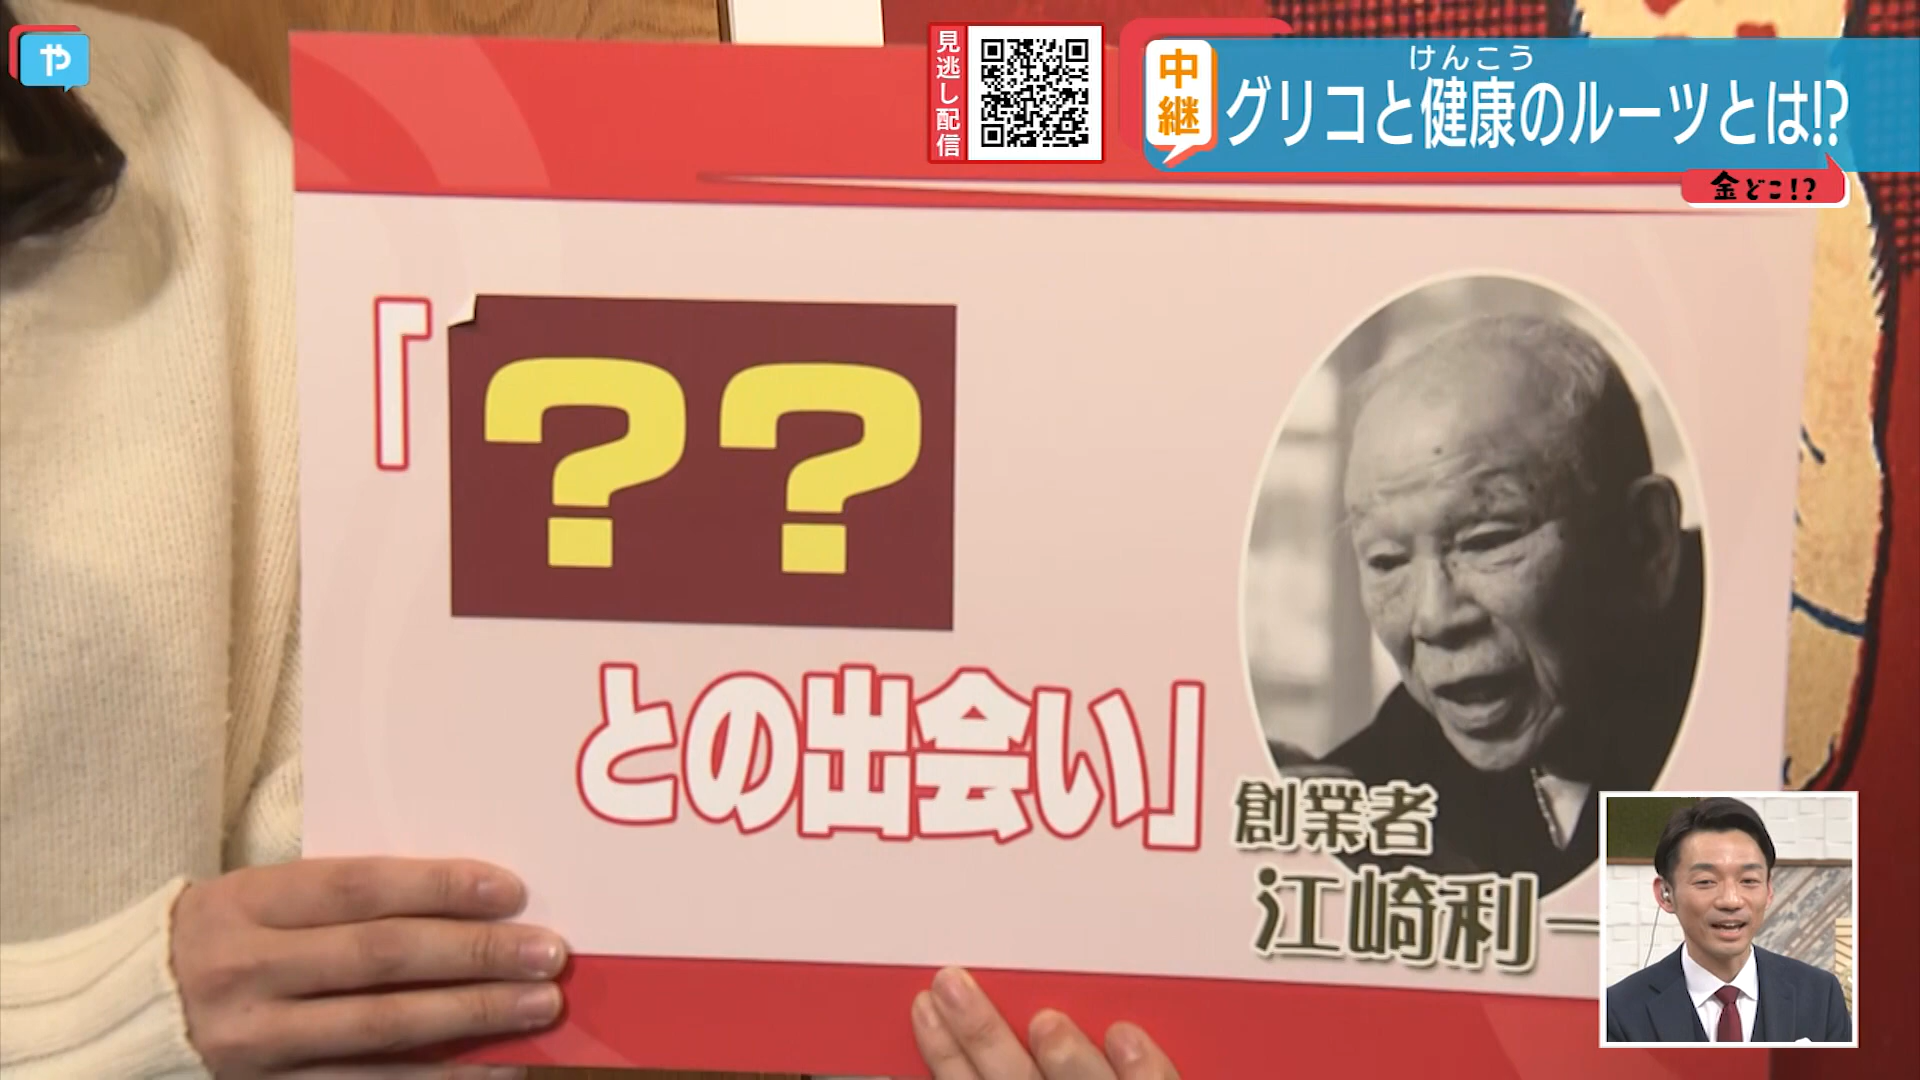 や
見逃し配信
中継
けんこう
グリコと健康のルーツとは!?
金どこ!?
「??
との出会い」
創業者
江崎利一